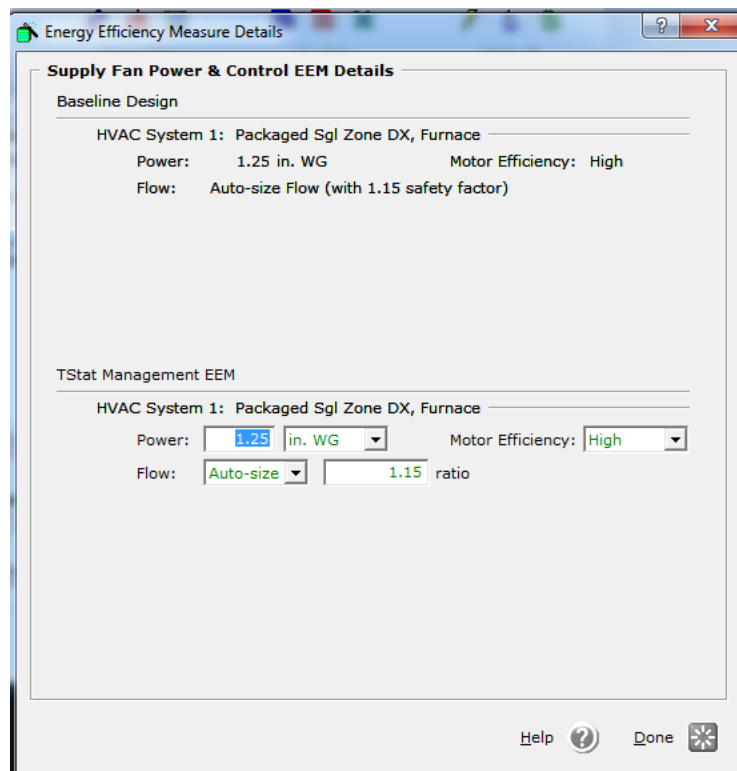 Energy Efficiency Measure Details
Supply Fan Power & Control EEM Details
Baseline Design
HVAC System 1: Packaged Sgl Zone DX, Furnace
Power: 1.25 in. WG Motor Efficiency: High
Flow: Auto-size Flow (with 1.15 safety factor)
TStat Management EEM
HVAC System 1: Packaged Sgl Zone DX, Furnace
Power: 1.25 in. WG Motor Efficiency: High
Flow: Auto-size 1.15 ratio
Help ? Done